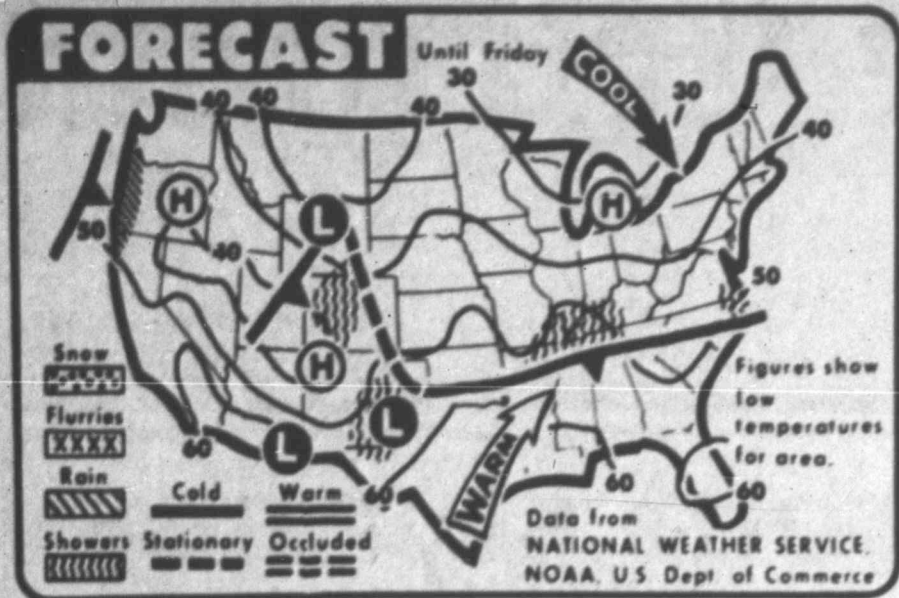 FORECAST
Until Friday
COOL
30
30
40 40
40
40
H
H
L
50
40
50
H
L
L
60
60
60
60
WARM
Snow
Flurries
XXXX
Rain
Showers
Cold
Warm
Stationary
Occluded
Figures show
low
temperatures
for area.
Data from
NATIONAL WEATHER SERVICE,
NOAA, U.S. Dept. of Commerce